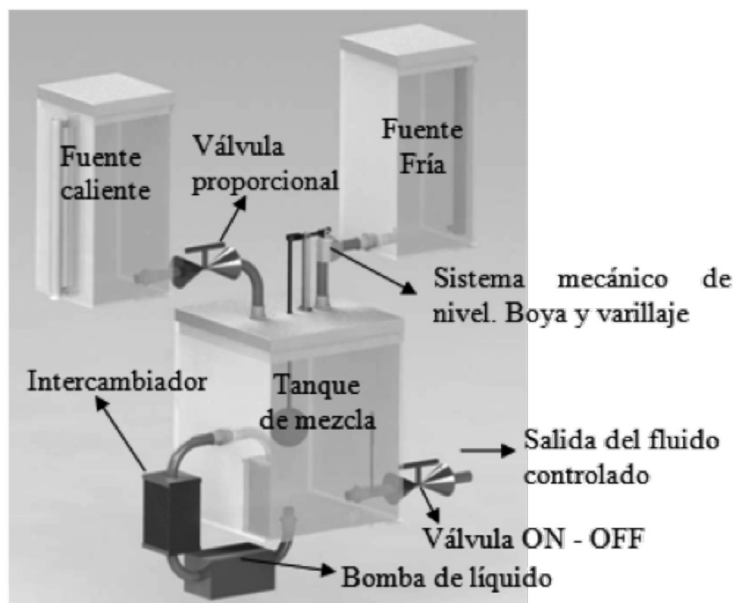 Fuente
caliente
Válvula
proporcional
Fuente
Fría
Sistema mecánico de
nivel. Boya y varillaje
Intercambiador
Tanque
de mezcla
Salida del fluido
controlado
Válvula ON - OFF
Bomba de líquido